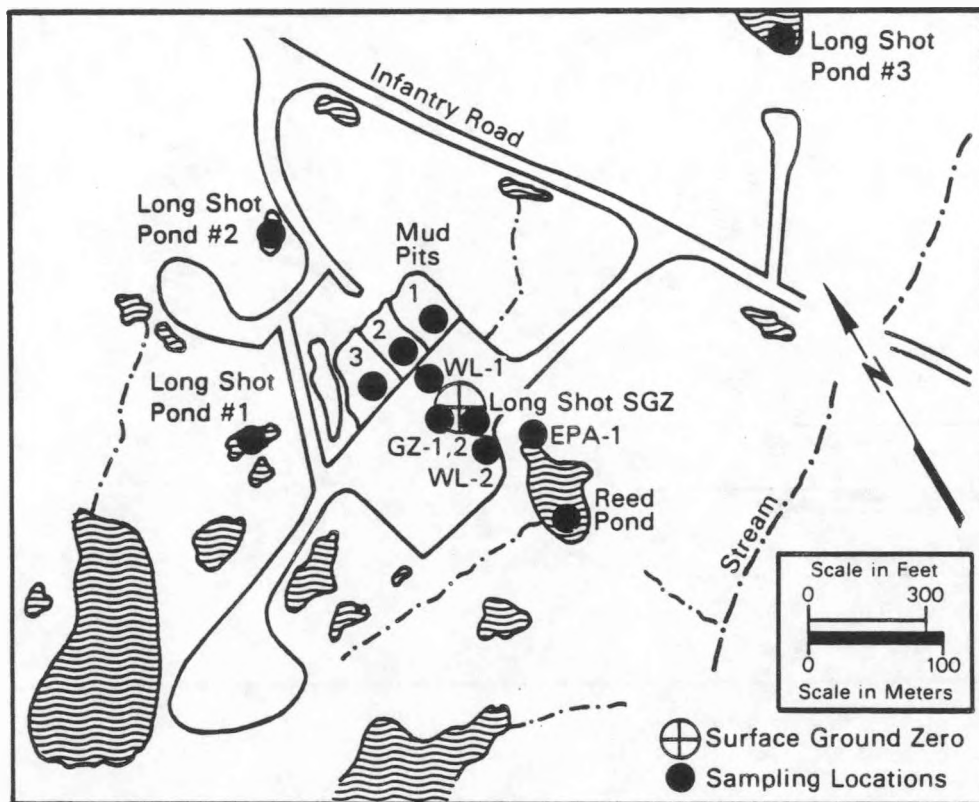 Long Shot
Pond #3
Infantry Road
Long Shot
Pond #2
Mud
Pits
1
2
3
WL-1
Long Shot
Pond #1
Long Shot SGZ
GZ-1,2
EPA-1
WL-2
Reed
Pond
Stream
Scale in Feet
0 300
0 100
Scale in Meters
Surface Ground Zero
Sampling Locations